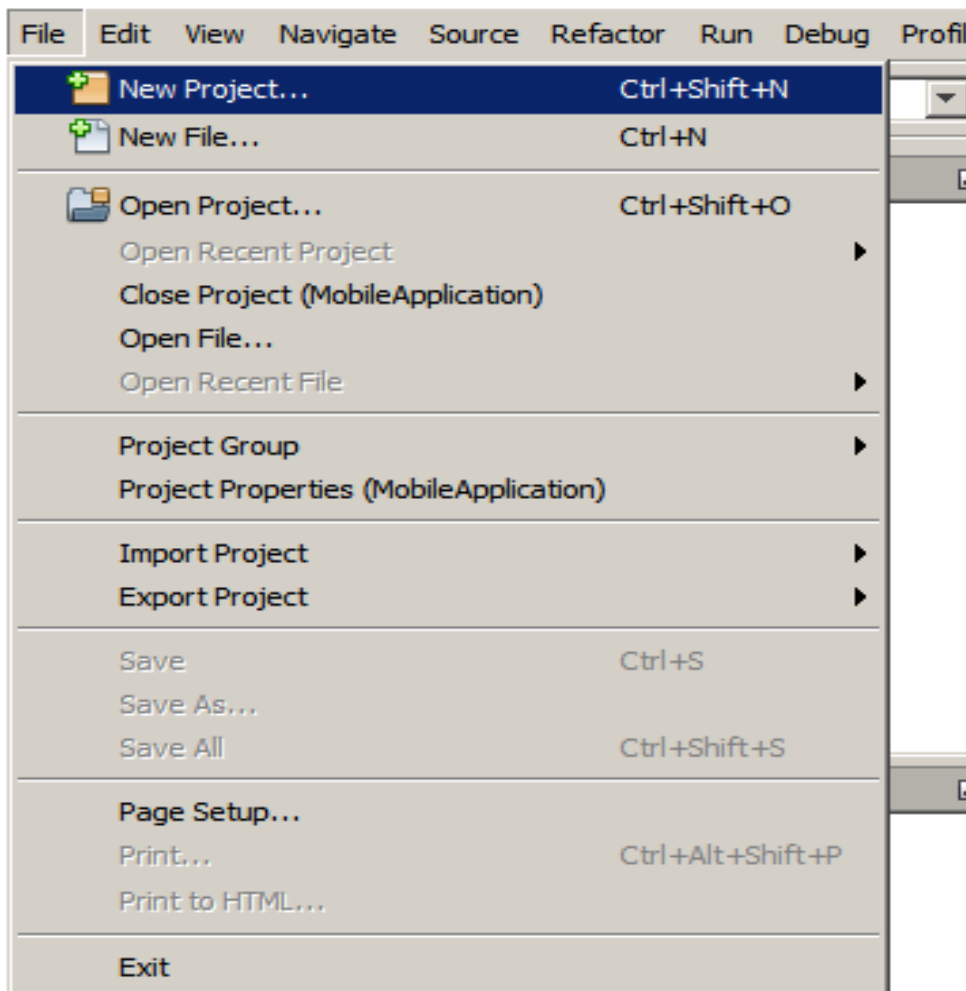 File Edit View Navigate Source Refactor Run Debug Profil
New Project... Ctrl+Shift+N
New File... Ctrl+N
Open Project... Ctrl+Shift+O
Open Recent Project
Close Project (MobileApplication)
Open File...
Open Recent File
Project Group
Project Properties (MobileApplication)
Import Project
Export Project
Save Ctrl+S
Save As...
Save All Ctrl+Shift+S
Page Setup...
Print... Ctrl+Alt+Shift+P
Print to HTML...
Exit